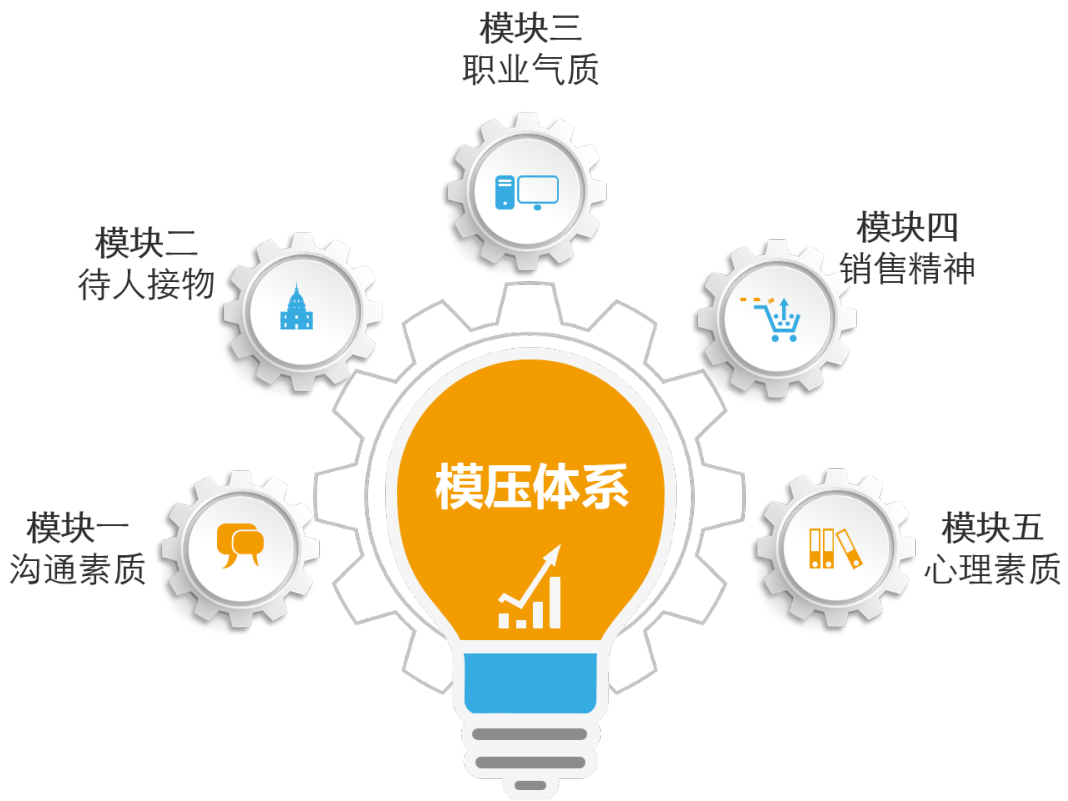 模块三
职业气质
模块二
待人接物
模块四
销售精神
模压体系
模块一
沟通素质
模块五
心理素质